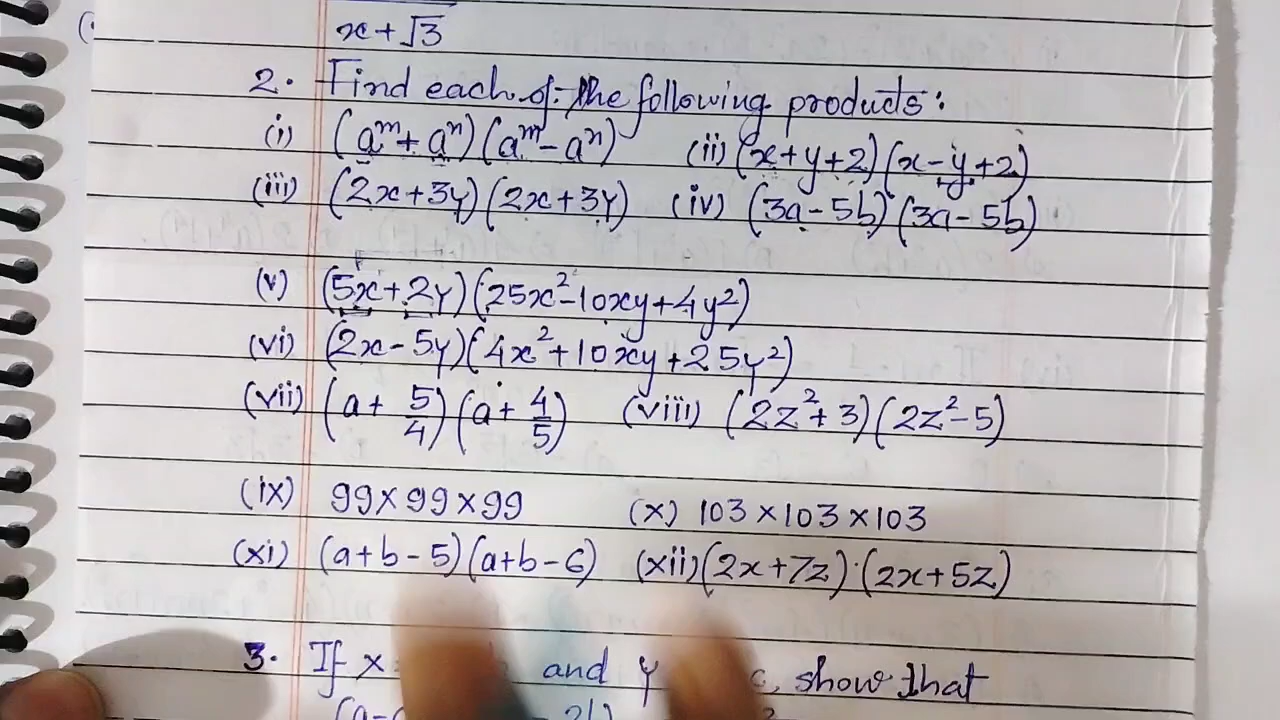 x+√3
2. Find each of the following products:
(i) (aᵐ + aⁿ)(aᵐ - aⁿ) (ii) (x+y+2)(x-y+2)
(iii) (2x+3y)(2x+3y) (iv) (3a-5b)(3a-5b)
(v) (5x+2y)(25x²-10xy+4y²)
(vi) (2x-5y)(4x²+10xy+25y²)
(vii) (a+5/4)(a+4/5) (viii) (2z²+3)(2z²-5)
(ix) 99×99×99 (x) 103×103×103
(xi) (a+b-5)(a+b-6) (xii) (2x+7z)·(2x+5z)
3. If x and y show that